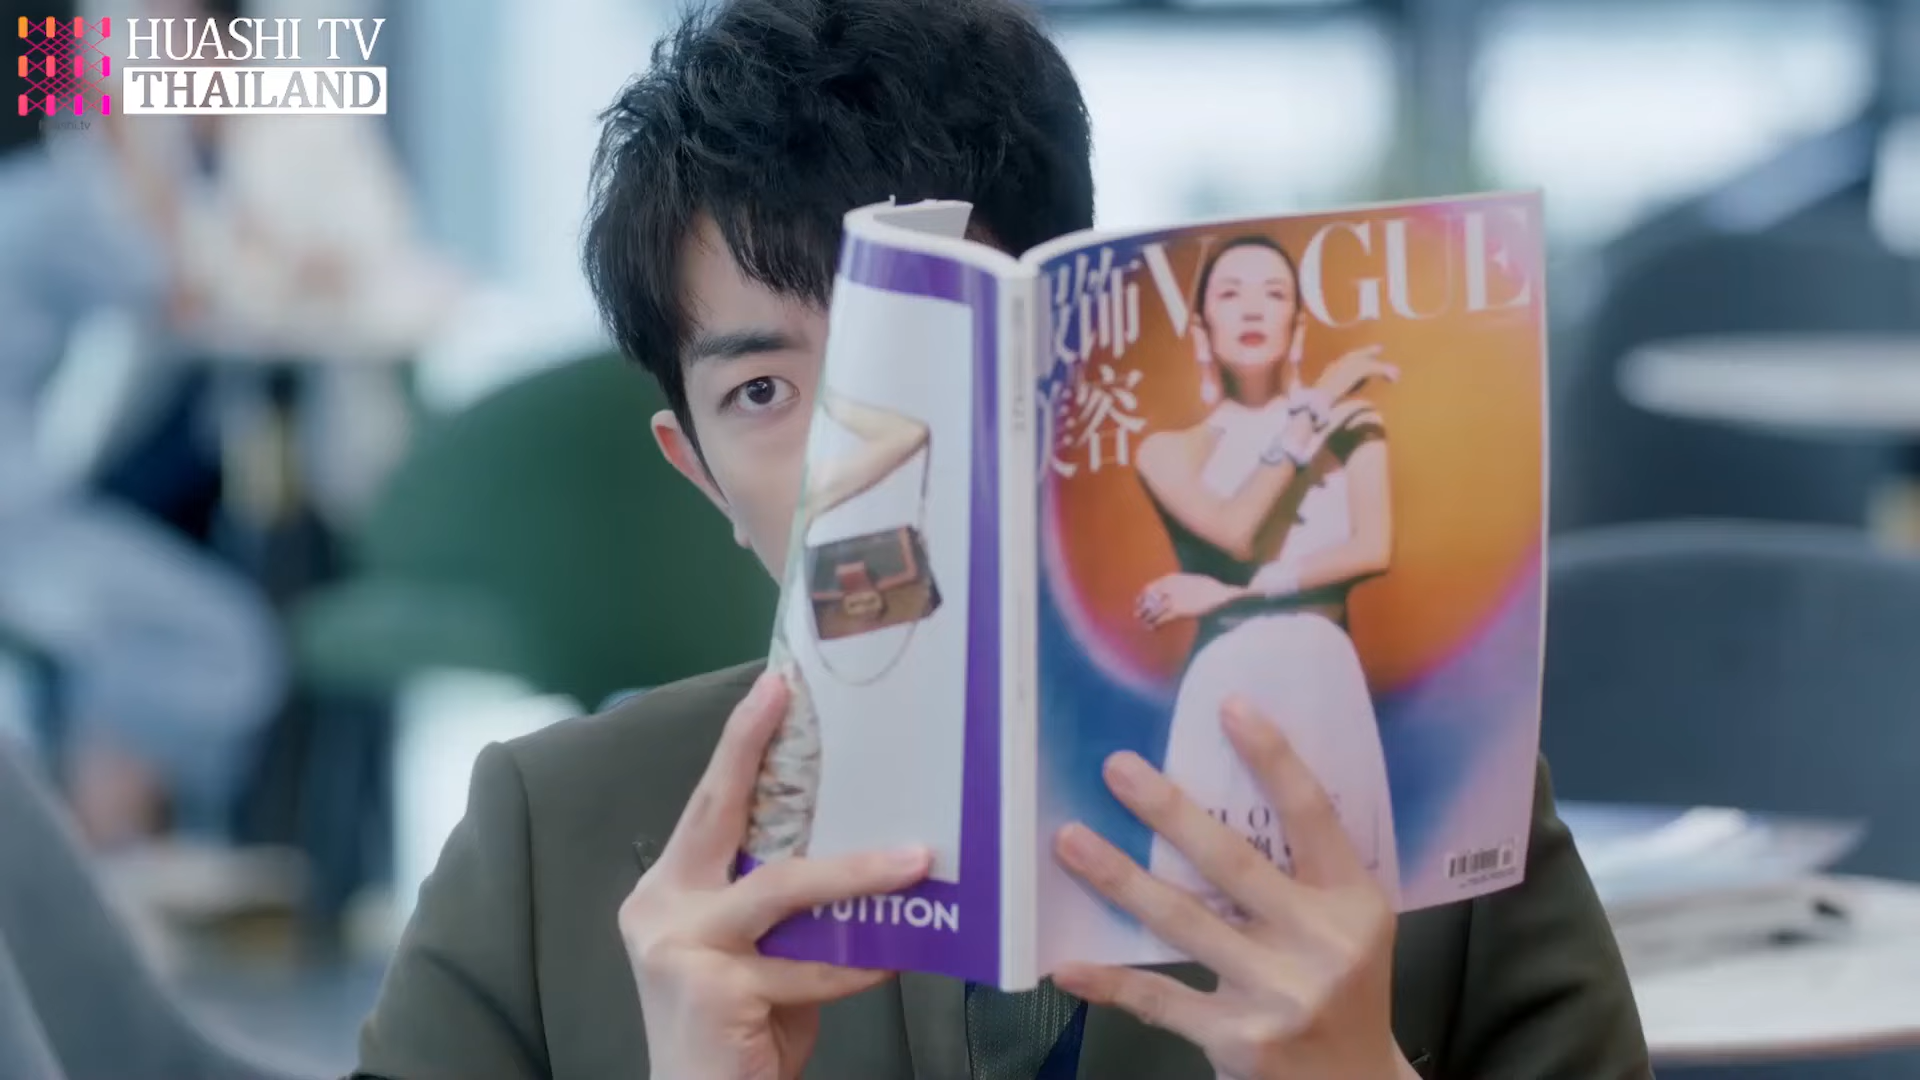 HUASHI TV
THAILAND
服饰 VOGUE
美容
VUITTON